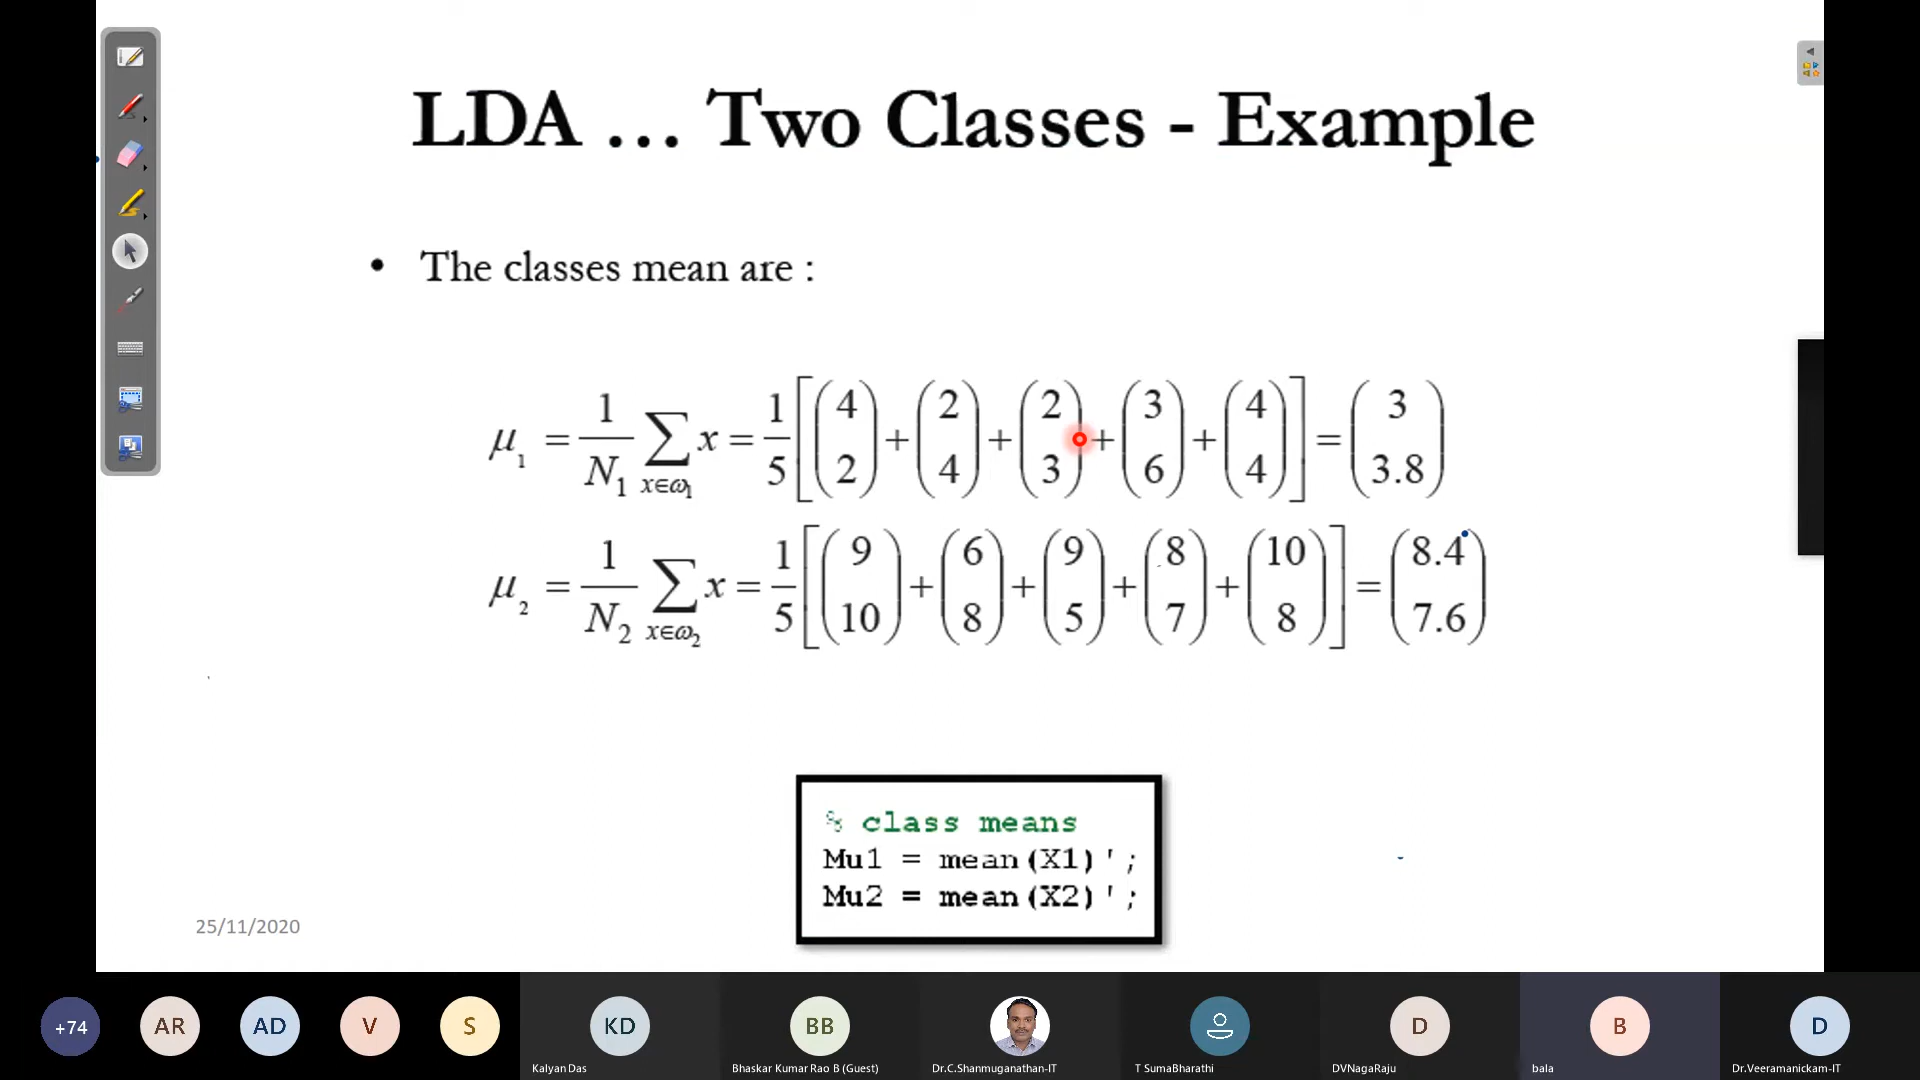 LDA ... Two Classes - Example
• The classes mean are :
μ₁ = 1/N₁ ∑x∈ω₁ x = 1/5 [(4 2) + (2 4) + (2 3) + (3 6) + (4 4)] = (3 3.8)
μ₂ = 1/N₂ ∑x∈ω₂ x = 1/5 [(9 10) + (6 8) + (9 5) + (8 7) + (10 8)] = (8.4 7.6)
% class means
Mu1 = mean(X1)';
Mu2 = mean(X2)';
25/11/2020
+74 AR AD V S KD BB D B D
Kalyan Das Bhaskar Kumar Rao B (Guest) Dr.C.Shanmuganathan-IT T SumaBharathi DVNagaRaju bala Dr.Veeramanickam-IT